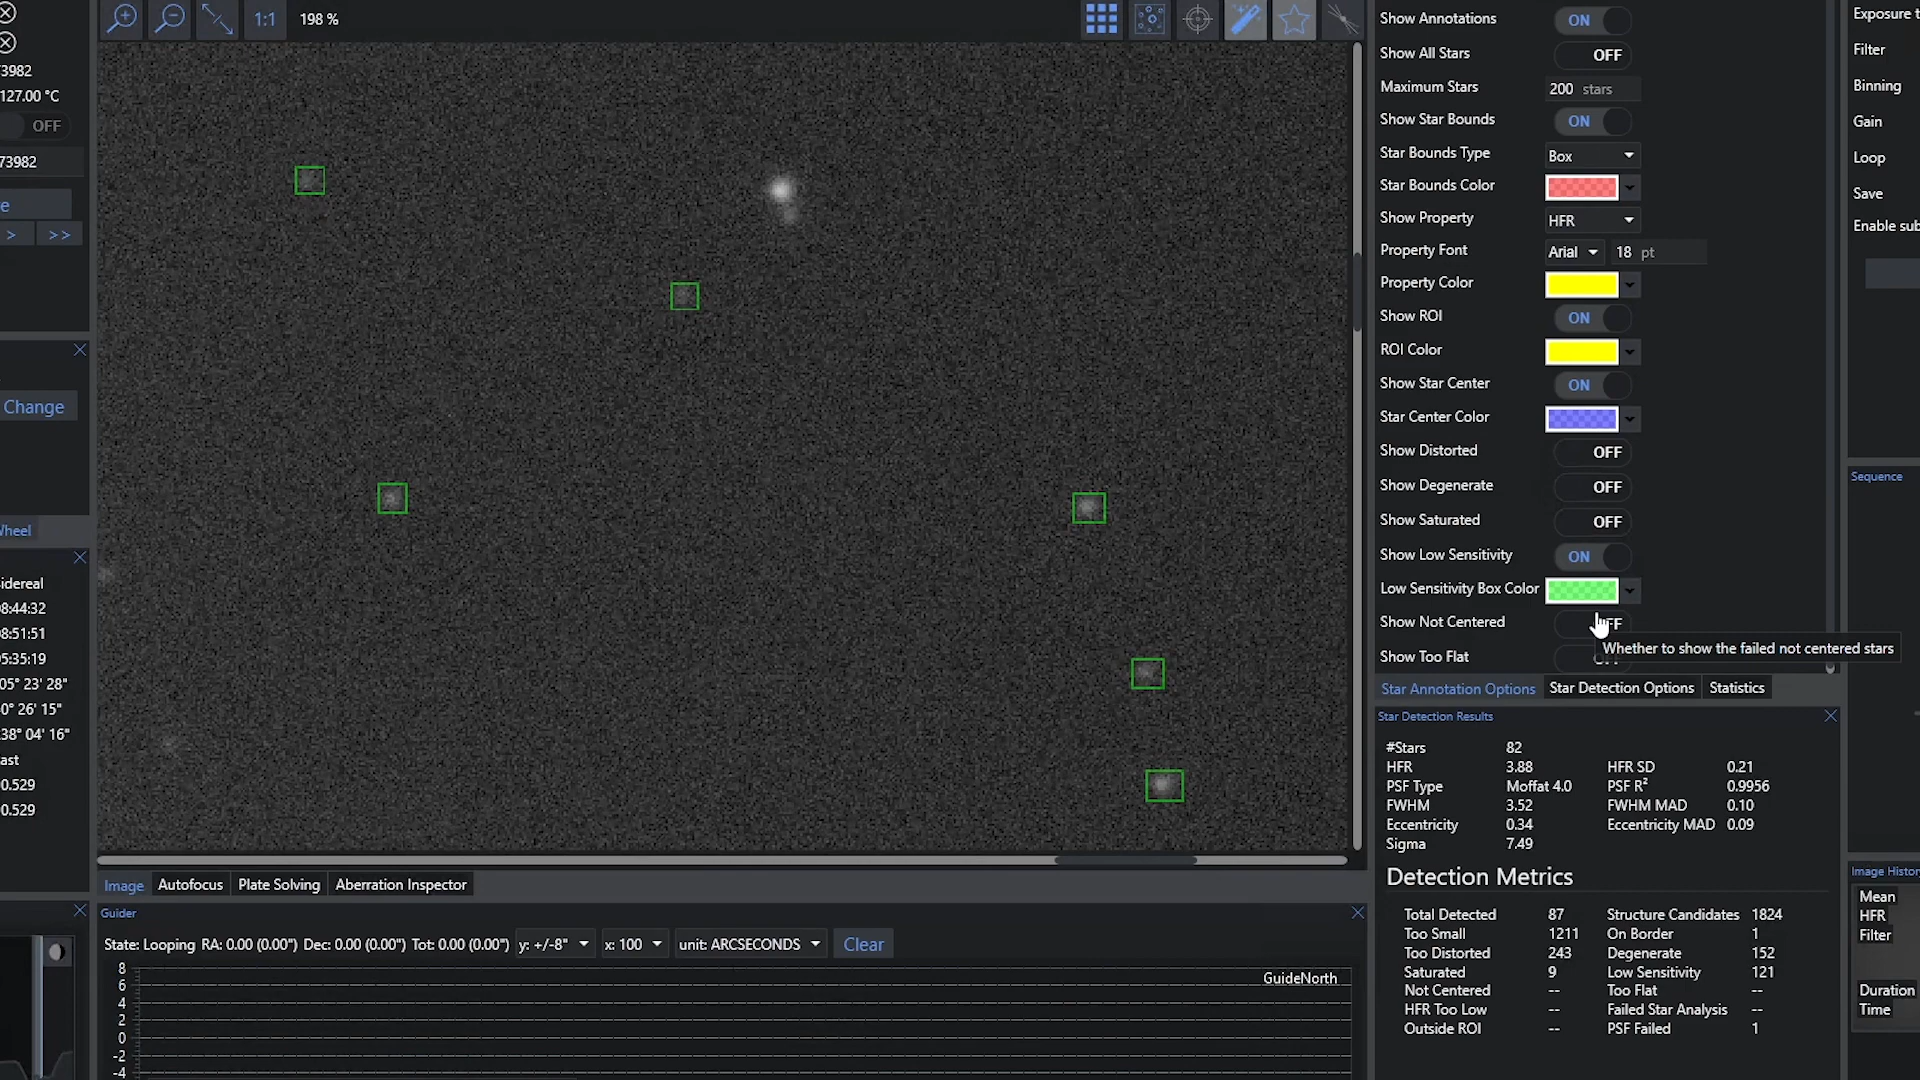 1:1
198 %
3982
127.00 °C
OFF
73982
e
>
>>
Change
Wheel
idereal
8:44:32
8:51:51
5:35:19
05° 23' 28"
0° 26' 15"
38° 04' 16"
ast
0.529
0.529
Show Annotations ON
Show All Stars OFF
Maximum Stars 200 stars
Show Star Bounds ON
Star Bounds Type Box
Star Bounds Color
Show Property HFR
Property Font Arial 18 pt
Property Color
Show ROI ON
ROI Color
Show Star Center ON
Star Center Color
Show Distorted OFF
Show Degenerate OFF
Show Saturated OFF
Show Low Sensitivity ON
Low Sensitivity Box Color
Show Not Centered
Whether to show the failed not centered stars
Show Too Flat
Star Annotation Options Star Detection Options Statistics
Star Detection Results
#Stars 82
HFR 3.88 HFR SD 0.21
PSF Type Moffat 4.0 PSF R² 0.9956
FWHM 3.52 FWHM MAD 0.10
Eccentricity 0.34 Eccentricity MAD 0.09
Sigma 7.49
Detection Metrics
Total Detected 87 Structure Candidates 1824
Too Small 1211 On Border 1
Too Distorted 243 Degenerate 152
Saturated 9 Low Sensitivity 121
Not Centered -- Too Flat --
HFR Too Low -- Failed Star Analysis --
Outside ROI -- PSF Failed 1
Exposure t
Filter
Binning
Gain
Loop
Save
Enable sub
Sequence
Image History
Mean
HFR
Filter
Duration
Time
Image Autofocus Plate Solving Aberration Inspector
Guider
State: Looping RA: 0.00 (0.00") Dec: 0.00 (0.00") Tot: 0.00 (0.00") y: +/-8" x: 100 unit: ARCSECONDS Clear
GuideNorth
8
6
4
2
0
-2
-4